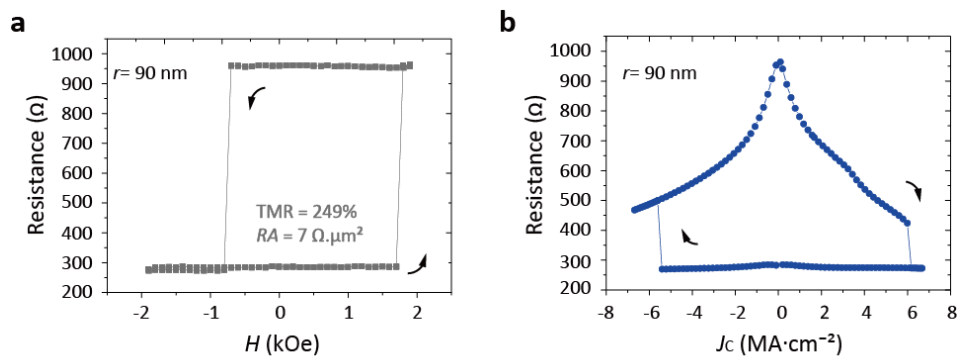 a
Resistance (Ω)
1000
900
800
700
600
500
400
300
200
r= 90 nm
TMR = 249%
RA = 7 Ω.µm²
-2 -1 0 1 2
H (kOe)
b
Resistance (Ω)
1000
900
800
700
600
500
400
300
200
r= 90 nm
-8 -6 -4 -2 0 2 4 6 8
Jc (MA·cm⁻²)